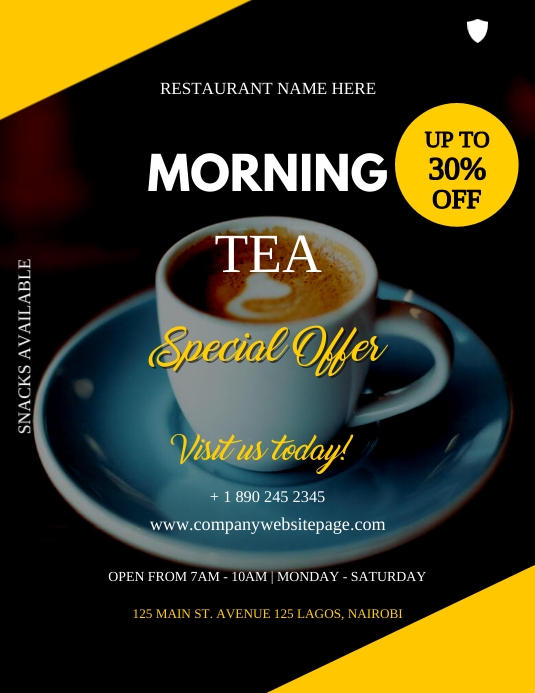 RESTAURANT NAME HERE
MORNING
UP TO
30%
OFF
TEA
SNACKS AVAILABLE
Special Offer
Visit us today!
+ 1 890 245 2345
www.companywebsitepage.com
OPEN FROM 7AM - 10AM | MONDAY - SATURDAY
125 MAIN ST. AVENUE 125 LAGOS, NAIROBI